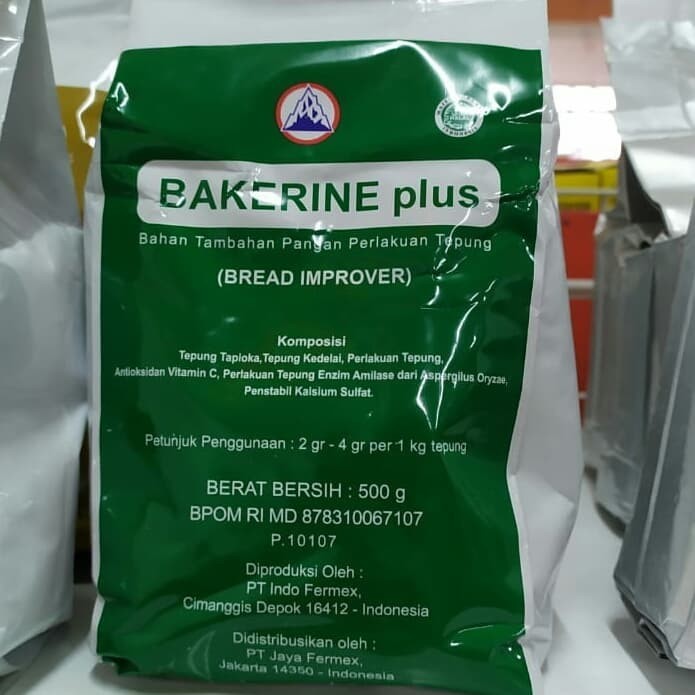 BAKERINE plus
Bahan Tambahan Pangan Perlakuan Tepung
(BREAD IMPROVER)
Komposisi
Tepung Tapioka,Tepung Kedelai, Perlakuan Tepung,
Antioksidan Vitamin C, Perlakuan Tepung Enzim Amilase dari Aspergilus Oryzae,
Penstabil Kalsium Sulfat.
Petunjuk Penggunaan : 2 gr - 4 gr per 1 kg tepung
BERAT BERSIH : 500 g
BPOM RI MD 878310067107
P.10107
Diproduksi Oleh :
PT Indo Fermex,
Cimanggis Depok 16412 - Indonesia
Didistribusikan oleh :
PT Jaya Fermex,
Jakarta 14350 - Indonesia